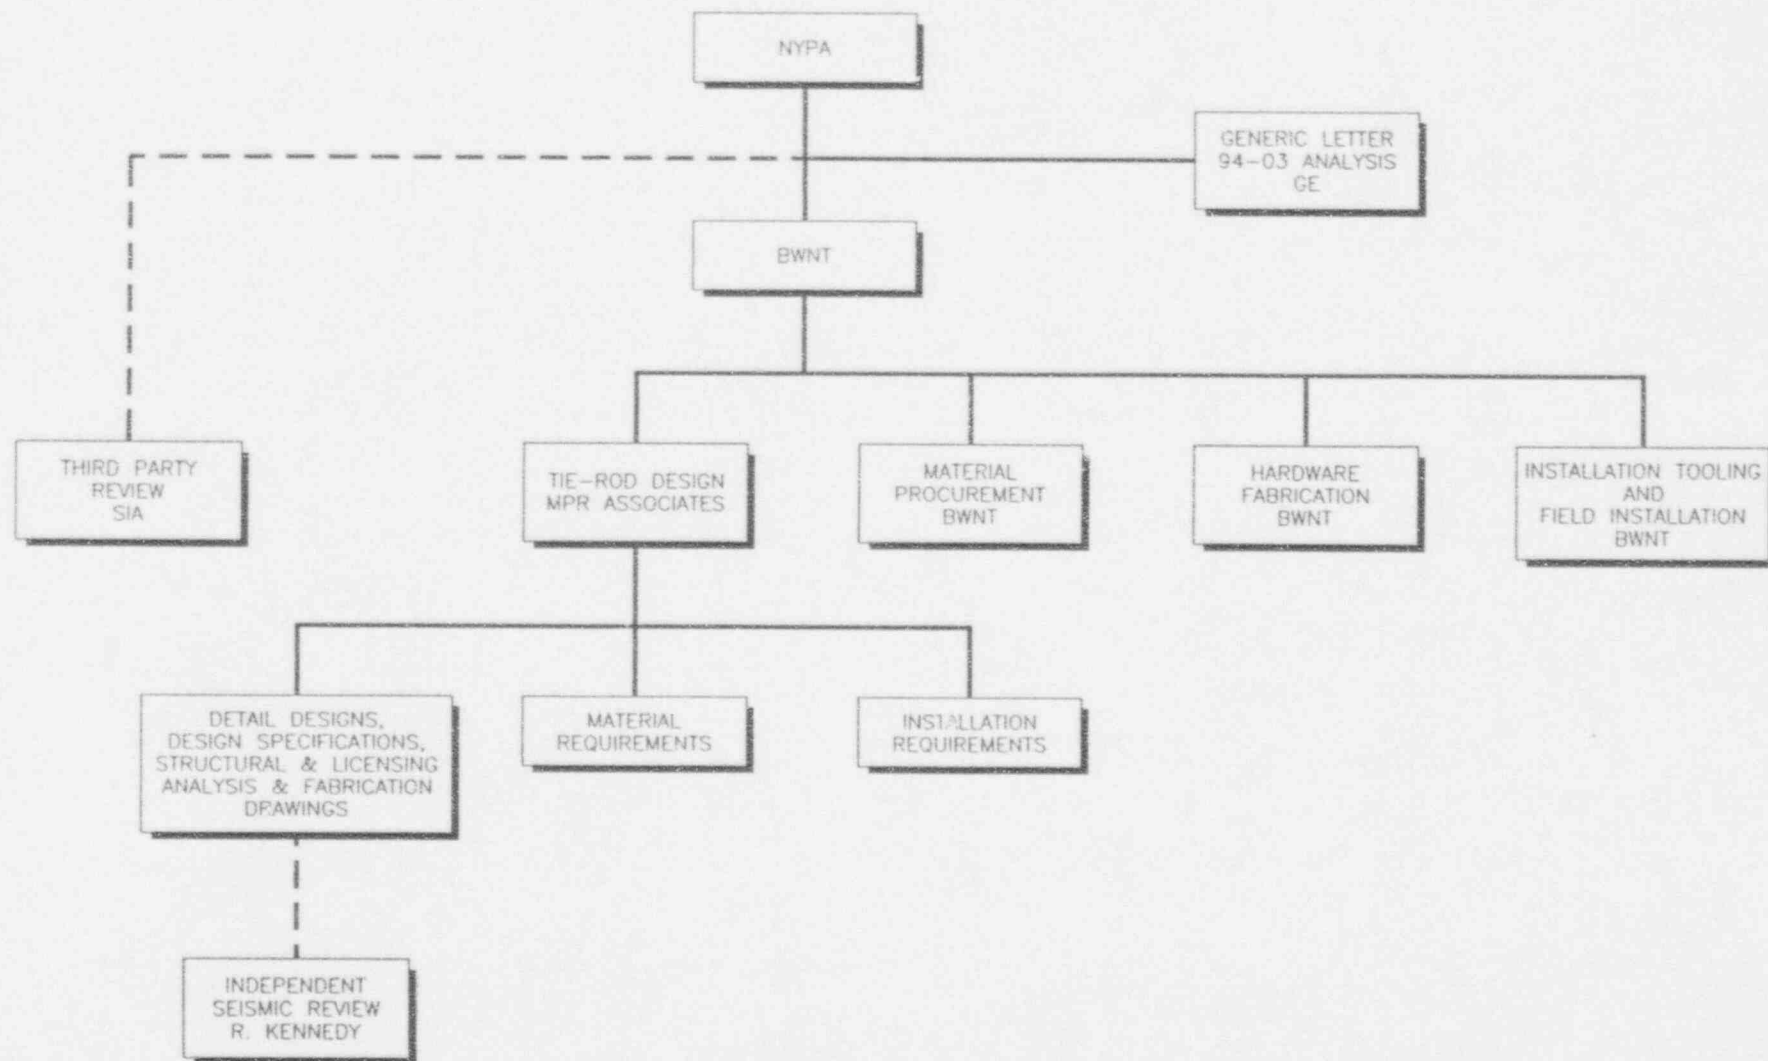 NYPA
GENERIC LETTER
94-03 ANALYSIS
GE
BWNT
THIRD PARTY
REVIEW
SIA
TIE-ROD DESIGN
MPR ASSOCIATES
MATERIAL
PROCUREMENT
BWNT
HARDWARE
FABRICATION
BWNT
INSTALLATION TOOLING
AND
FIELD INSTALLATION
BWNT
DETAIL DESIGNS,
DESIGN SPECIFICATIONS,
STRUCTURAL & LICENSING
ANALYSIS & FABRICATION
DRAWINGS
MATERIAL
REQUIREMENTS
INSTALLATION
REQUIREMENTS
INDEPENDENT
SEISMIC REVIEW
R. KENNEDY